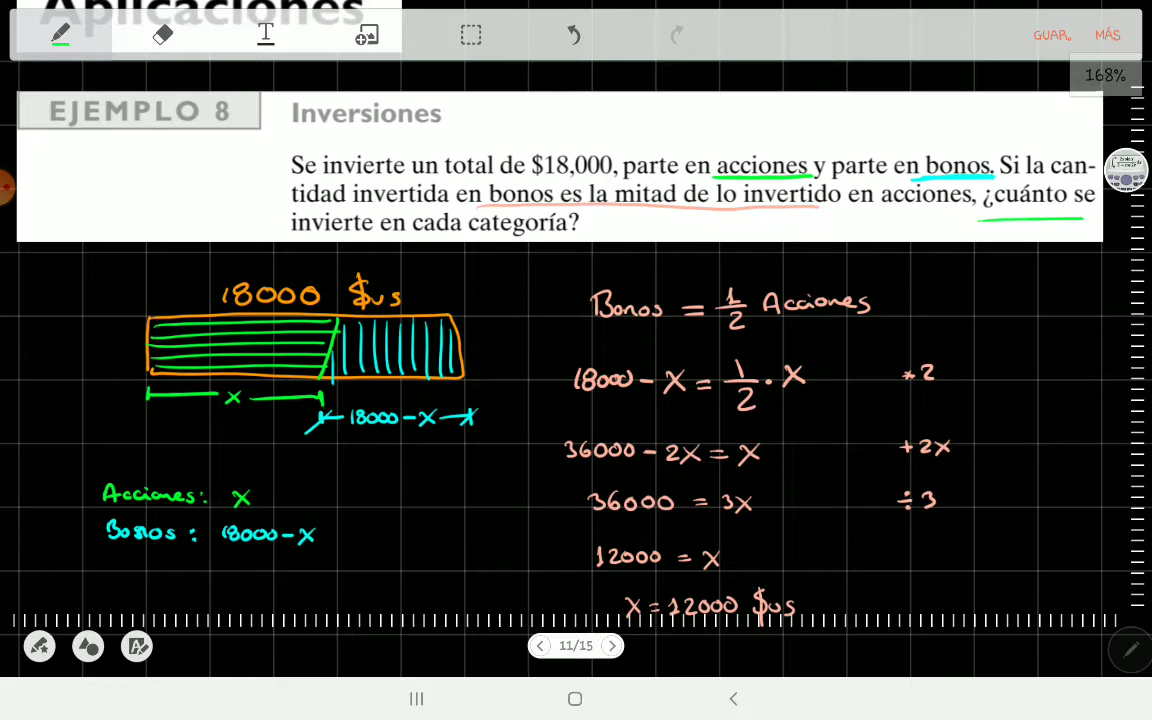 Aplicaciones
T
GUAR.
MÁS
168%
EJEMPLO 8
Inversiones
Se invierte un total de $18,000, parte en acciones y parte en bonos. Si la can-
tidad invertida en bonos es la mitad de lo invertido en acciones, ¿cuánto se
invierte en cada categoría?
18000 $us
x
18000 - x
Acciones: x
Bonos: 18000 - x
Bonos = 1/2 Acciones
18000 - x = 1/2 · x *2
36000 - 2x = x +2x
36000 = 3x ÷3
12000 = x
x = 12000 $us
11/15